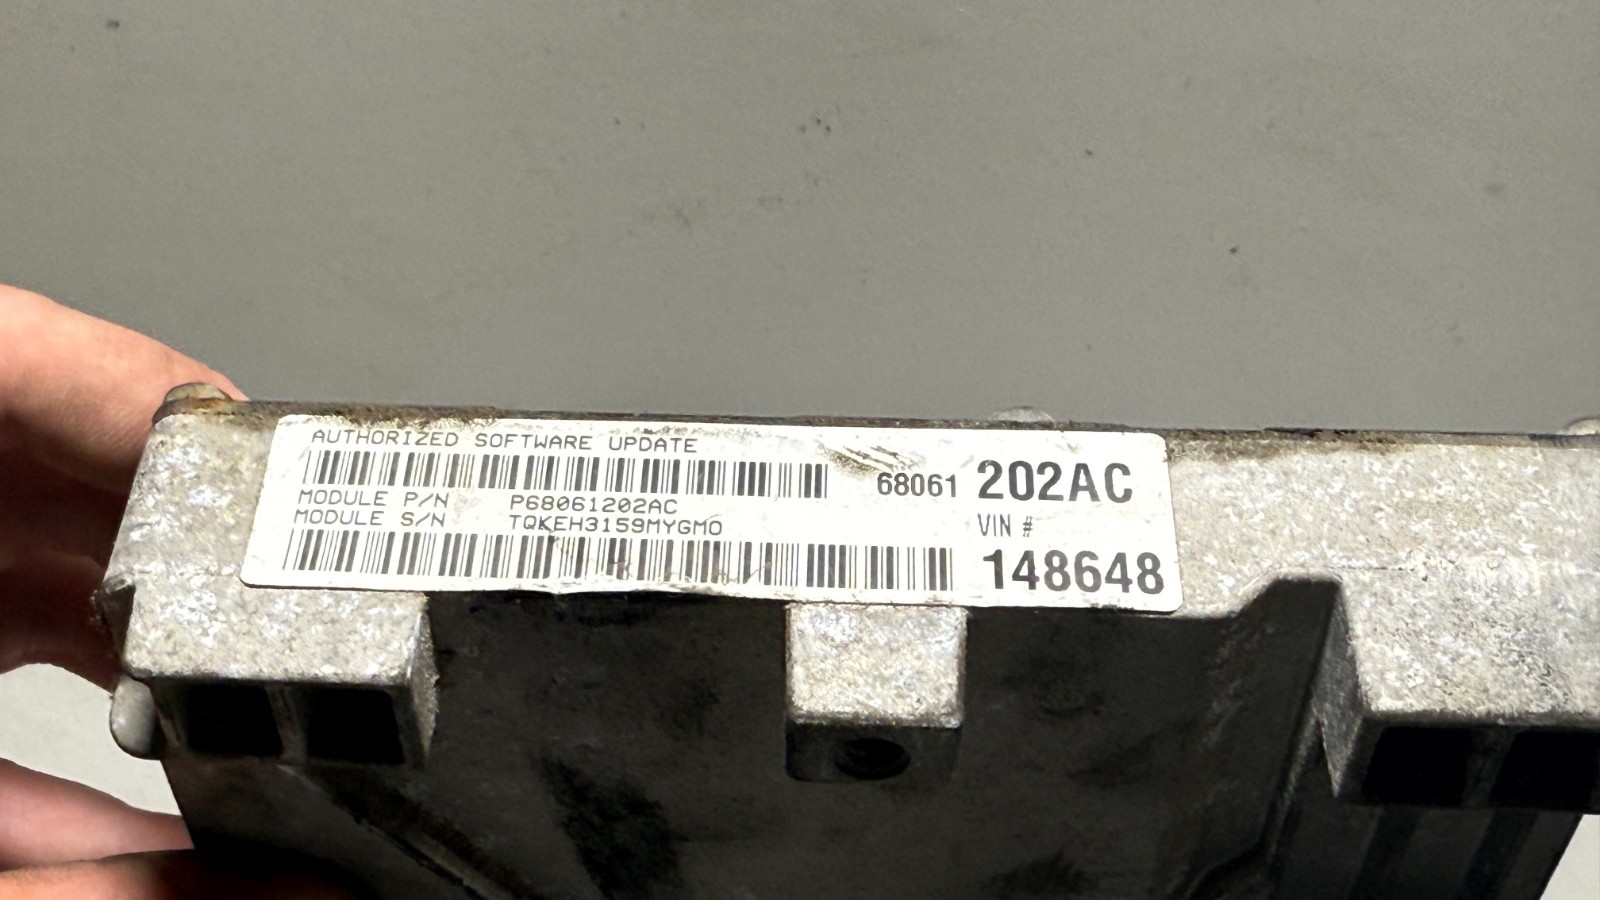 AUTHORIZED SOFTWARE UPDATE
68061 202AC
MODULE P/N P68061202AC
MODULE S/N TQKEH3159MYGMO
VIN #
148648